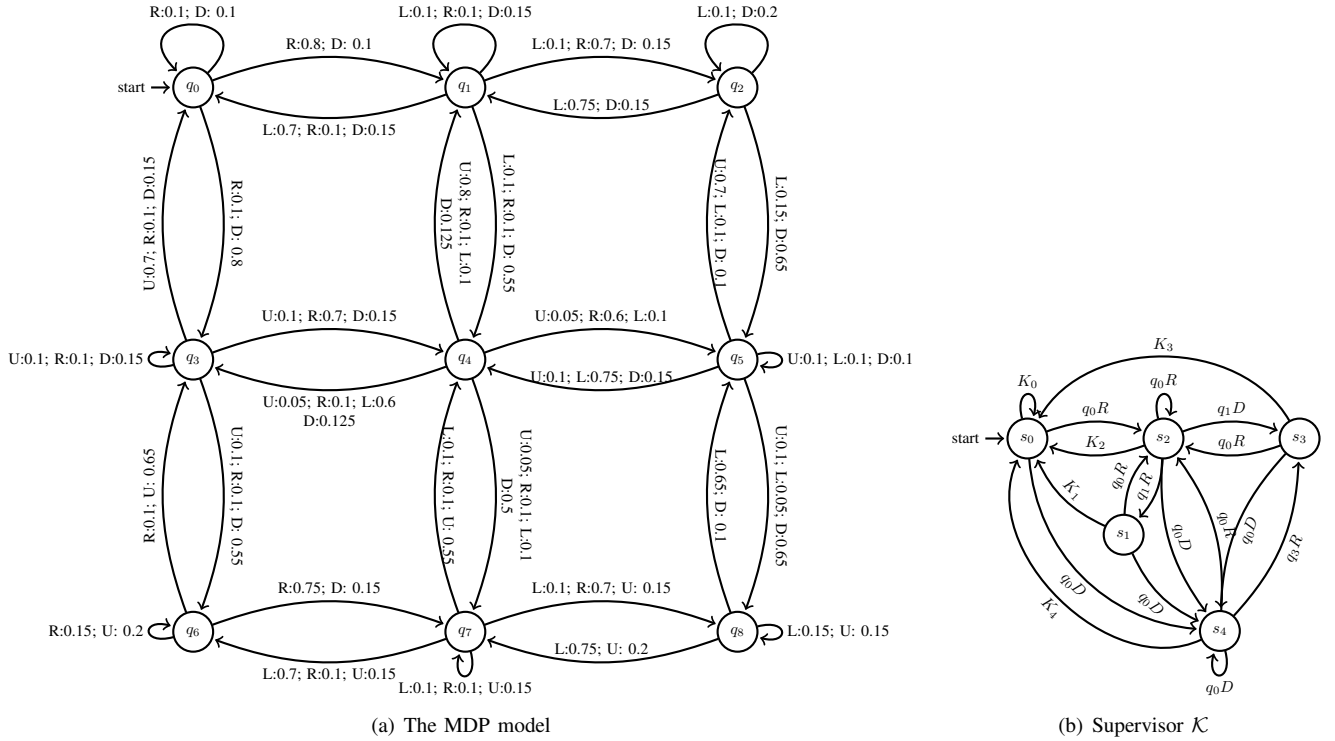 R:0.1; D: 0.1
L:0.1; R:0.1; D:0.15
L:0.1; D:0.2
R:0.8; D: 0.1
L:0.1; R:0.7; D: 0.15
start
q0
q1
q2
L:0.7; R:0.1; D:0.15
L:0.75; D:0.15
U:0.7; R:0.1; D:0.15
R:0.1; D: 0.8
U:0.8; R:0.1; L:0.1
D:0.125
L:0.1; R:0.1; D: 0.55
U:0.7; L:0.1; D: 0.1
L:0.15; D:0.65
U:0.1; R:0.7; D:0.15
U:0.05; R:0.6; L:0.1
U:0.1; R:0.1; D:0.15
q3
q4
q5
U:0.1; L:0.1; D:0.1
U:0.05; R:0.1; L:0.6
D:0.125
U:0.1; L:0.75; D:0.15
R:0.1; U: 0.65
U:0.1; R:0.1; D: 0.55
L:0.1; R:0.1; U: 0.55
U:0.05; R:0.1; L:0.1
D:0.5
L:0.65; D: 0.1
U:0.1; L:0.05; D:0.65
R:0.75; D: 0.15
L:0.1; R:0.7; U: 0.15
R:0.15; U: 0.2
q6
q7
q8
L:0.15; U: 0.15
L:0.7; R:0.1; U:0.15
L:0.75; U: 0.2
L:0.1; R:0.1; U:0.15
(a) The MDP model
K3
K0
q0R
q0R
q1D
start
s0
s2
s3
K2
q0R
K1
q0R
q1R
s1
q0D
q0D
q0R
q0D
q3R
q0D
K4
s4
q0D
(b) Supervisor K